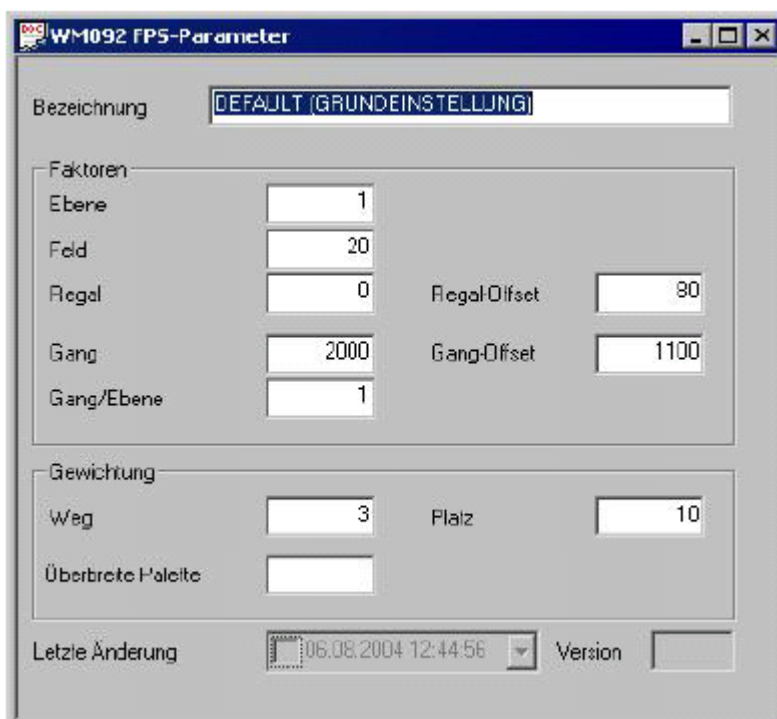 WM092 FPS-Parameter
Bezeichnung DEFAULT (GRUNDEINSTELLUNG)
Faktoren
Ebene 1
Feld 20
Regal 0 Regal-Offset 80
Gang 2000 Gang-Offset 1100
Gang/Ebene 1
Gewichtung
Weg 3 Platz 10
Überbreite Palette
Letzte Änderung 06.08.2004 12:44:56 Version